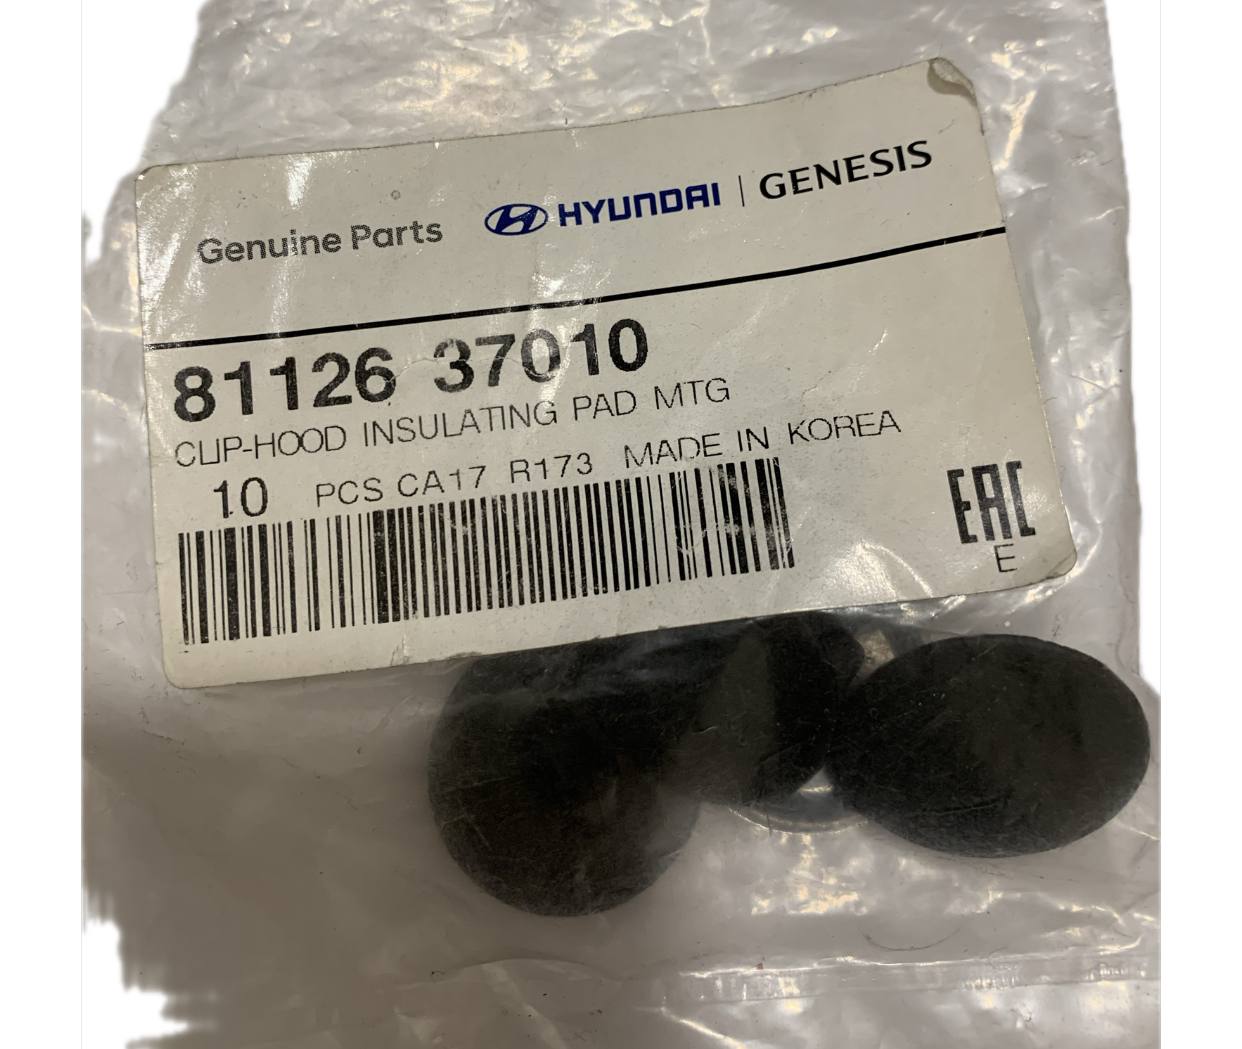 Genuine Parts HYUNDAI | GENESIS
81126 37010
CLIP-HOOD INSULATING PAD MTG
10 PCS CA17 R173 MADE IN KOREA
EAC
E